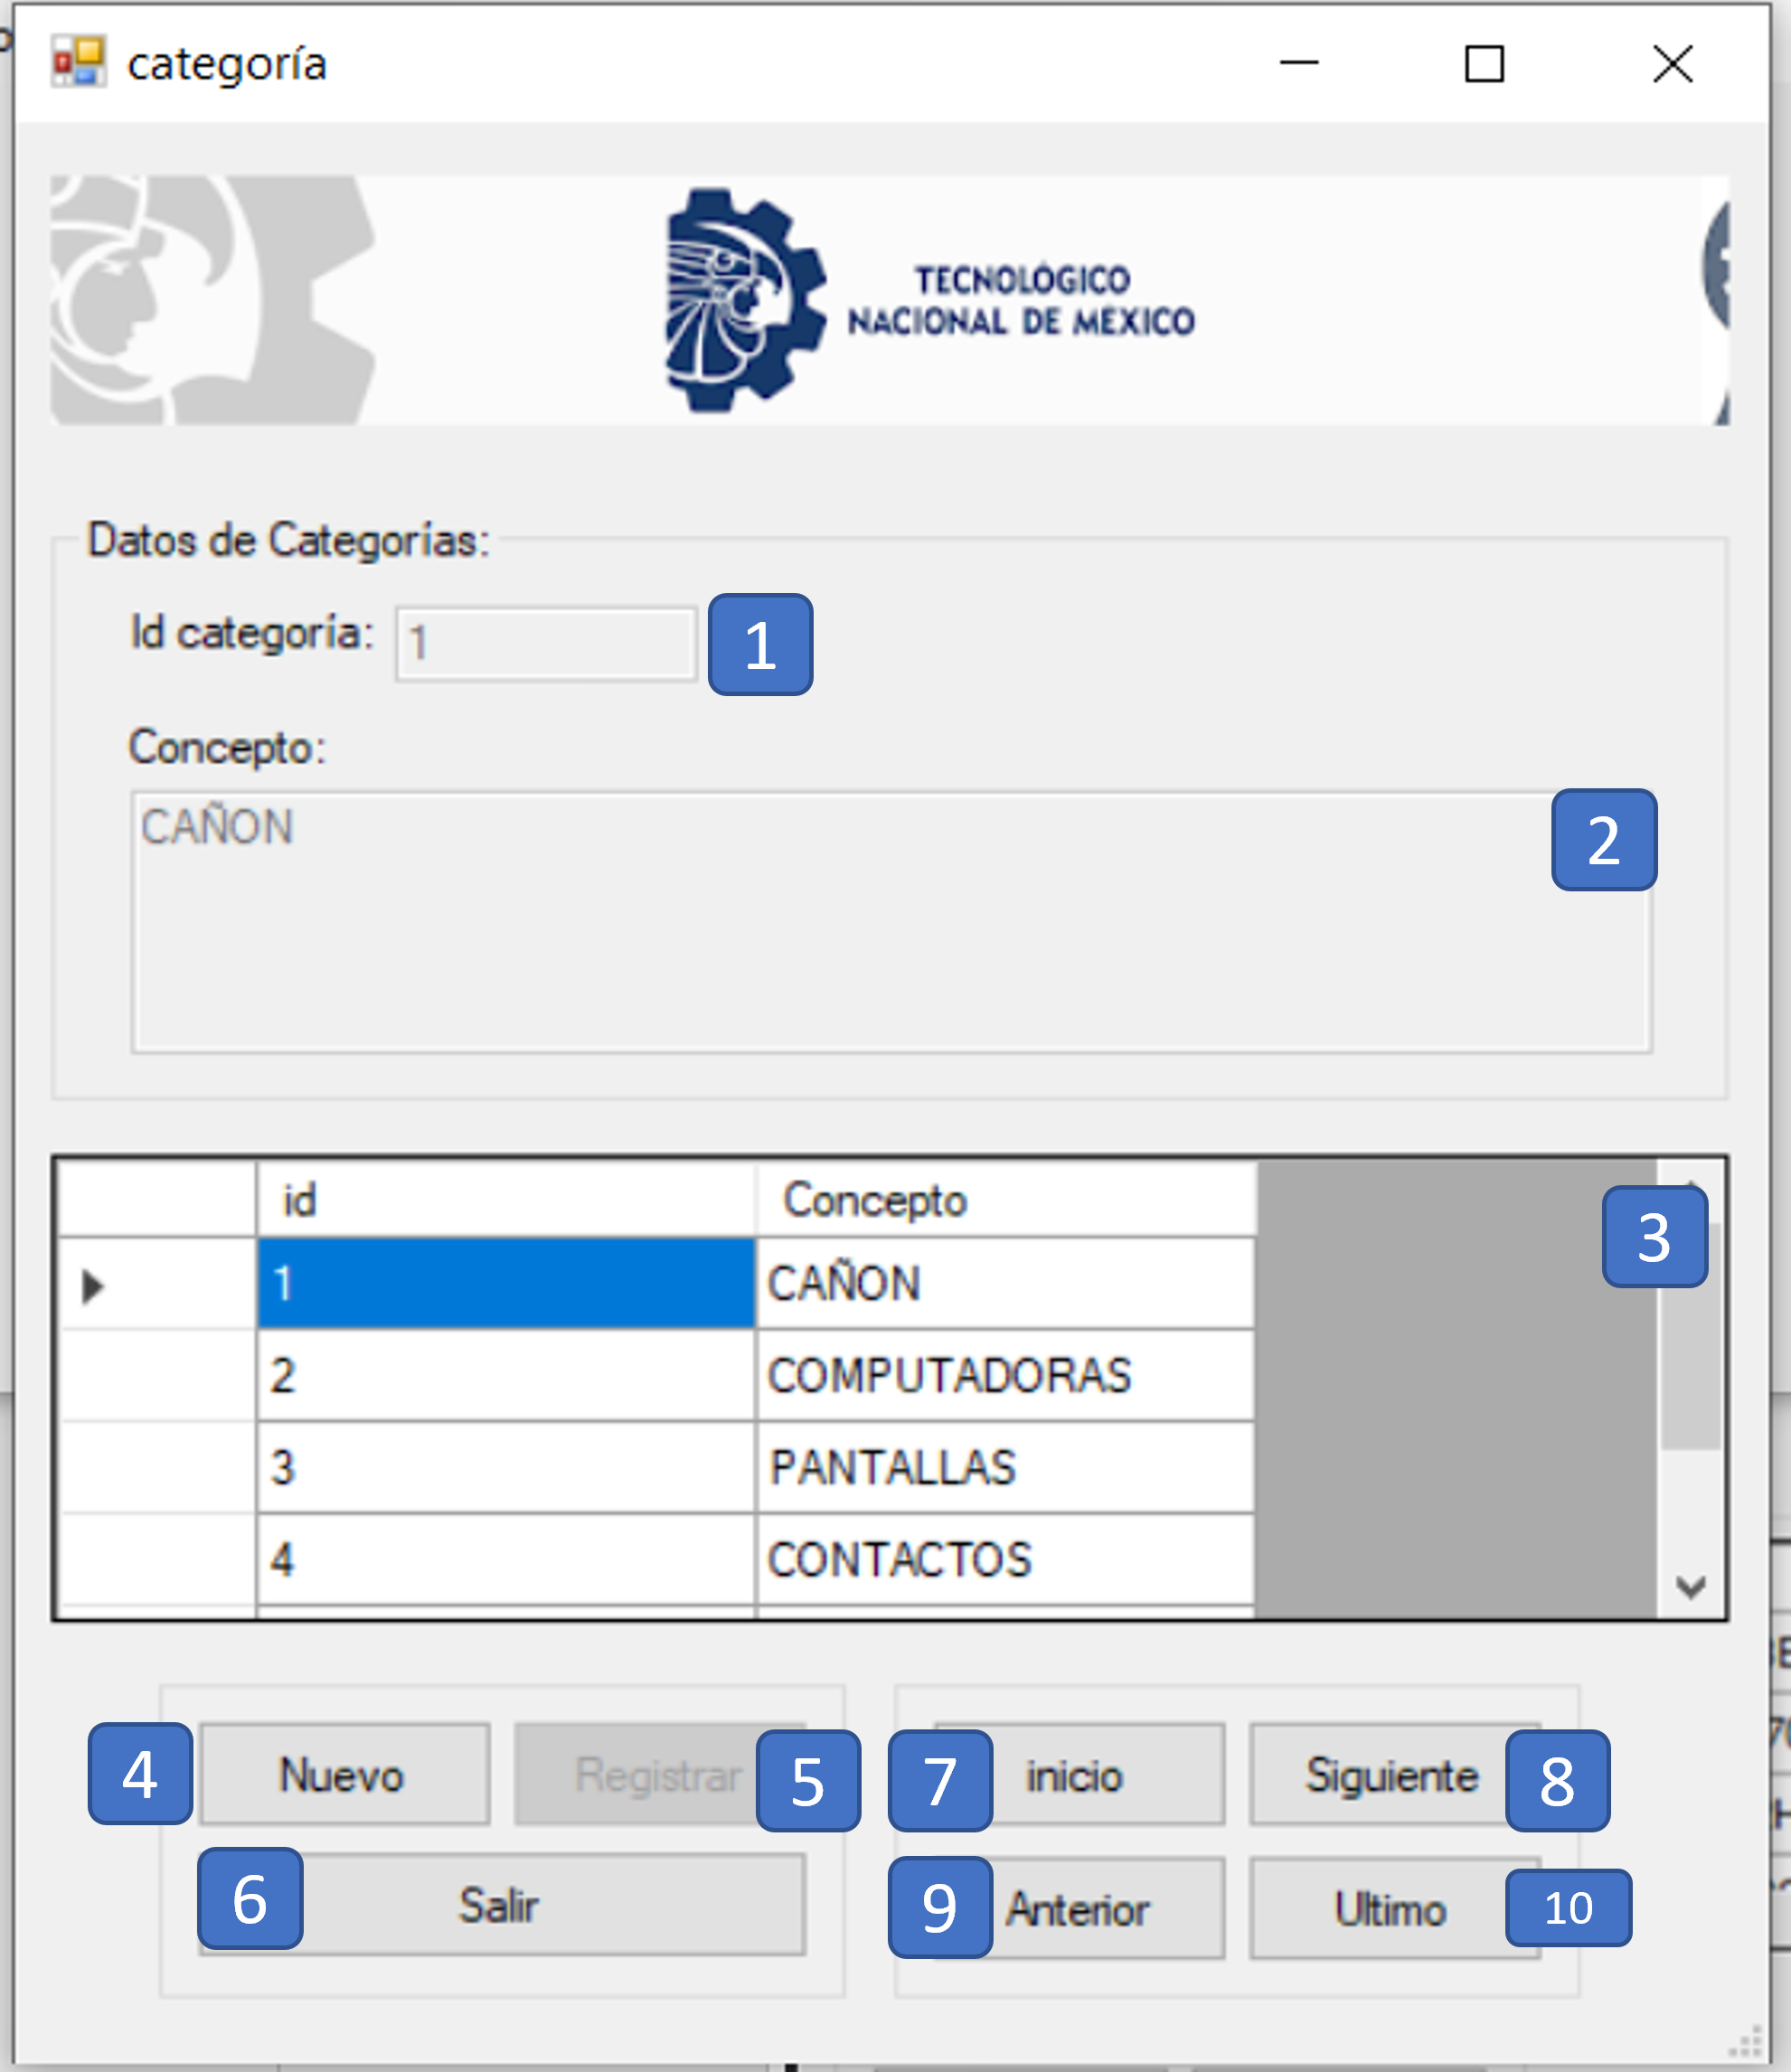 categoría
TECNOLÓGICO
NACIONAL DE MÉXICO
Datos de Categorías:
Id categoría: 1 1
Concepto:
CAÑON 2
id Concepto
3
1 CAÑON
2 COMPUTADORAS
3 PANTALLAS
4 CONTACTOS
4 Nuevo Registrar 5 7 inicio Siguiente 8
6 Salir 9 Anterior Ultimo 10